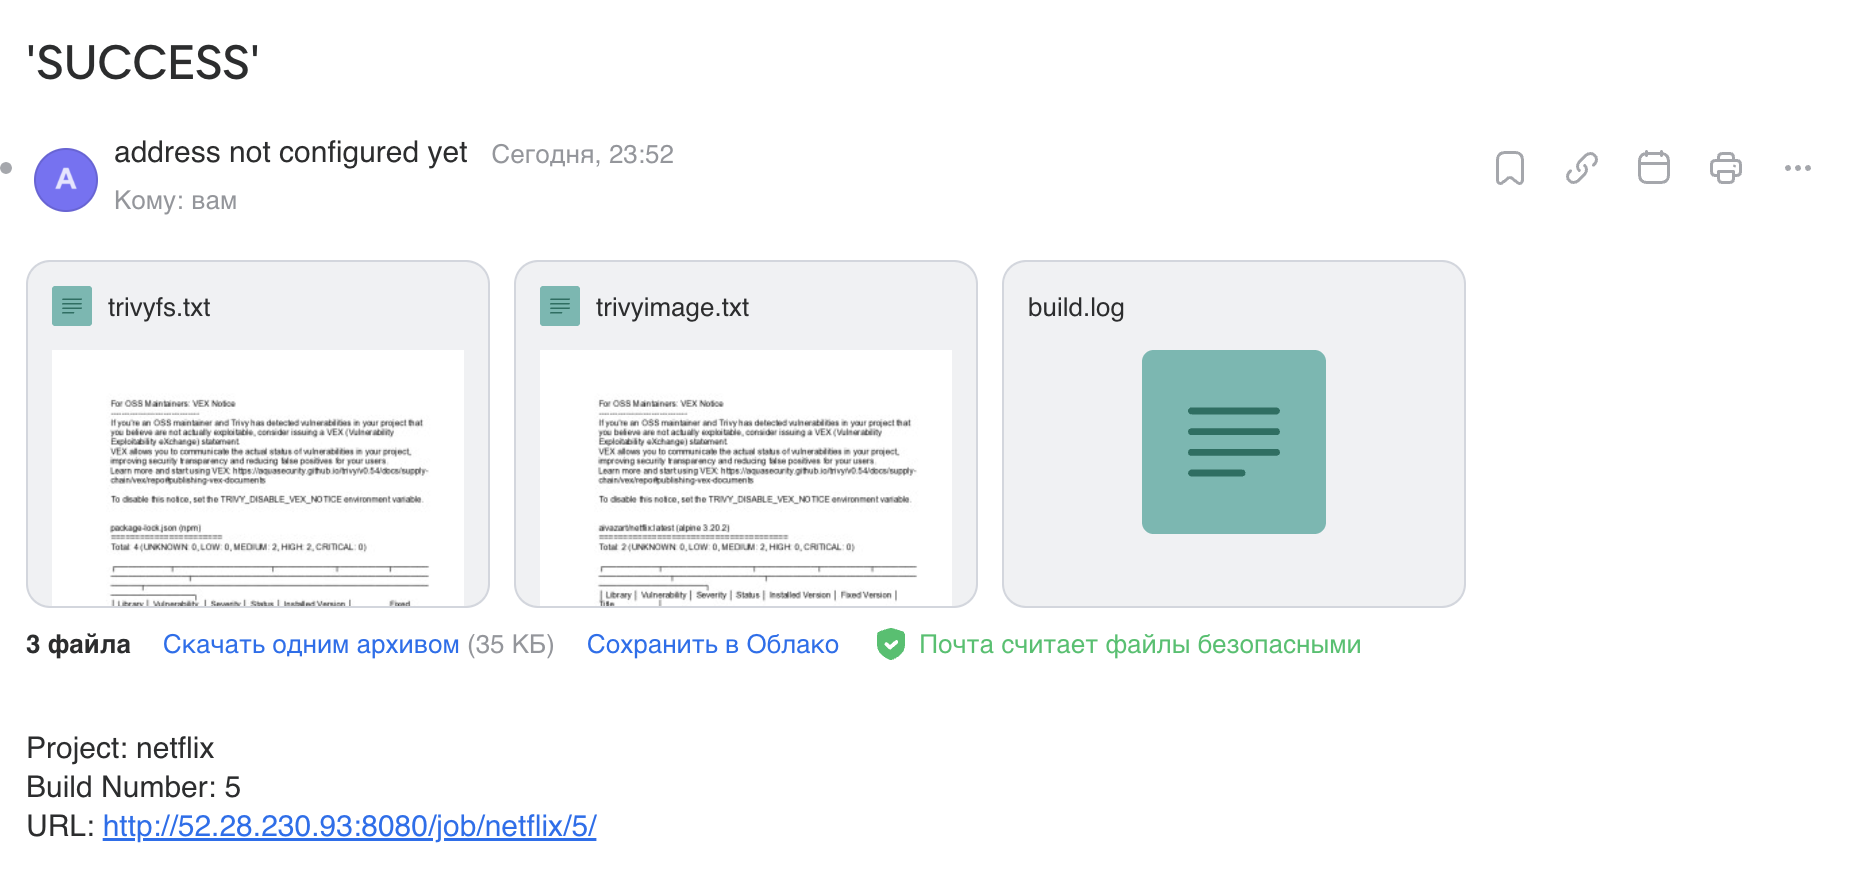 'SUCCESS'
A
address not configured yet Сегодня, 23:52
Кому: вам
trivyfs.txt
For OSS Maintainers: VEX Notice
--------------------------------
If you're an OSS maintainer and Trivy has detected vulnerabilities in your project that
you believe are not actually exploitable, consider issuing a VEX (Vulnerability
Exploitability eXchange) statement.
VEX allows you to communicate the actual status of vulnerabilities in your project,
improving security transparency and reducing false positives for your users.
Learn more and start using VEX: https://aquasecurity.github.io/trivy/v0.54/docs/supply-
chain/vex/repo#publishing-vex-documents
To disable this notice, set the TRIVY_DISABLE_VEX_NOTICE environment variable.
package-lock.json (npm)
=======================
Total: 4 (UNKNOWN: 0, LOW: 0, MEDIUM: 2, HIGH: 2, CRITICAL: 0)
│ Library │ Vulnerability │ Severity │ Status │ Installed Version │ Fixed
trivyimage.txt
For OSS Maintainers: VEX Notice
--------------------------------
If you're an OSS maintainer and Trivy has detected vulnerabilities in your project that
you believe are not actually exploitable, consider issuing a VEX (Vulnerability
Exploitability eXchange) statement.
VEX allows you to communicate the actual status of vulnerabilities in your project,
improving security transparency and reducing false positives for your users.
Learn more and start using VEX: https://aquasecurity.github.io/trivy/v0.54/docs/supply-
chain/vex/repo#publishing-vex-documents
To disable this notice, set the TRIVY_DISABLE_VEX_NOTICE environment variable.
aivazart/netflix:latest (alpine 3.20.2)
=======================================
Total: 2 (UNKNOWN: 0, LOW: 0, MEDIUM: 2, HIGH: 0, CRITICAL: 0)
│ Library │ Vulnerability │ Severity │ Status │ Installed Version │ Fixed Version │
Title │
build.log
3 файла Скачать одним архивом (35 КБ) Сохранить в Облако Почта считает файлы безопасными
Project: netflix
Build Number: 5
URL: http://52.28.230.93:8080/job/netflix/5/